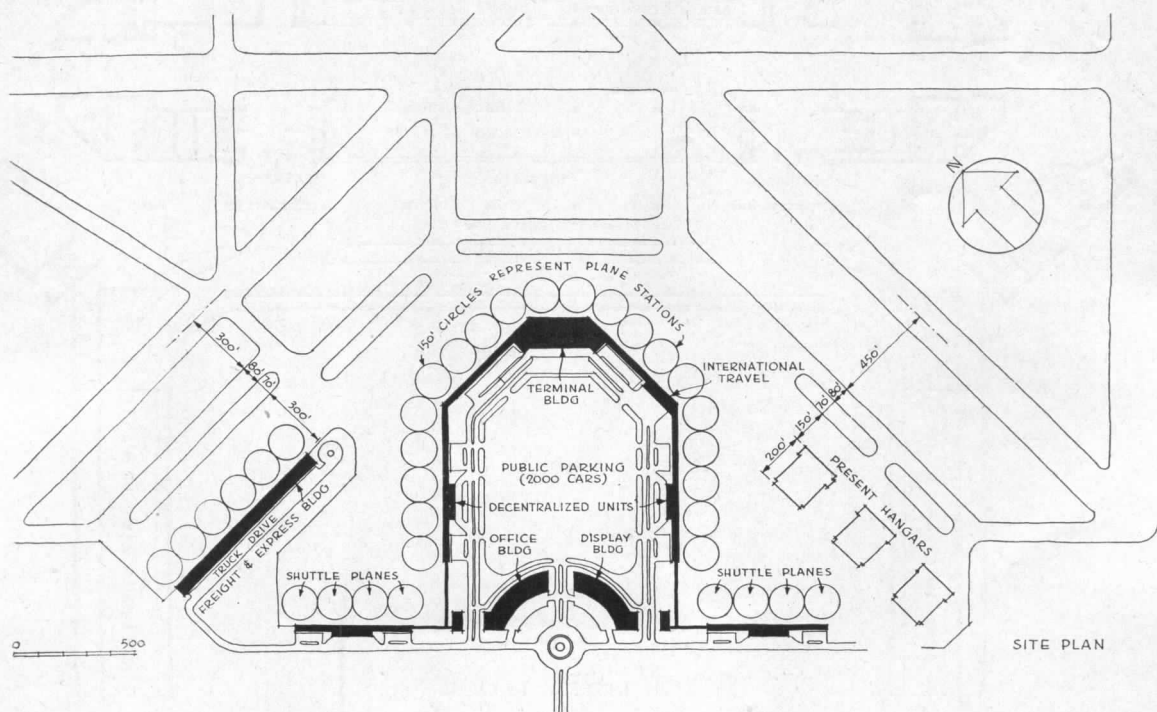 N
150' CIRCLES REPRESENT PLANE STATIONS
300'
80'
70'
300'
TERMINAL
BLDG
INTERNATIONAL
TRAVEL
450'
80'
70'
150'
200'
PUBLIC PARKING
(2000 CARS)
DECENTRALIZED UNITS
PRESENT HANGARS
OFFICE
BLDG
DISPLAY
BLDG
TRUCK DRIVE
FREIGHT & EXPRESS BLDG
SHUTTLE PLANES
SHUTTLE PLANES
0 500
SITE PLAN